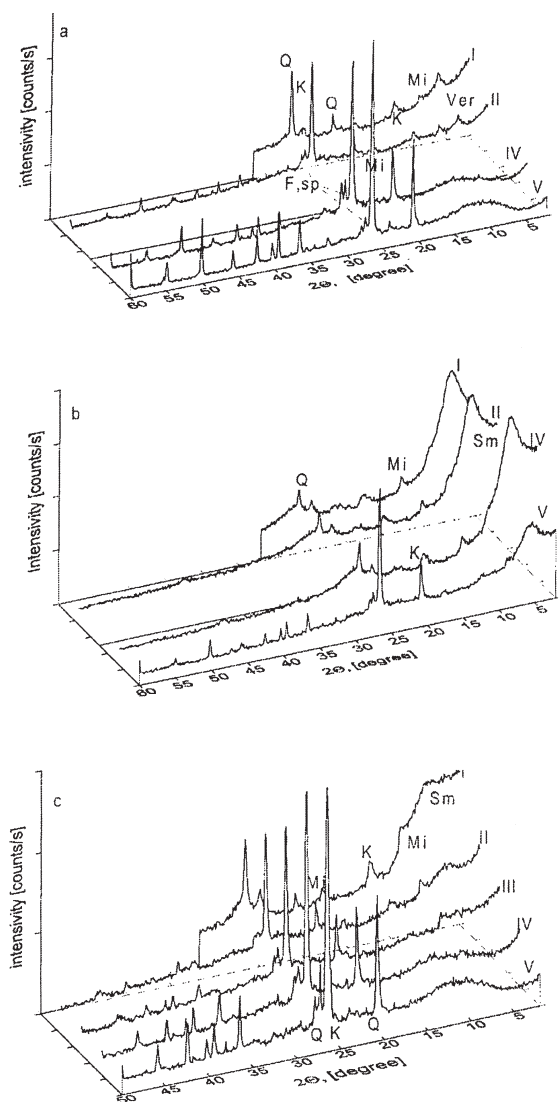 a
intensivity [counts/s]
Q
K
Q
Mi
I
K
Ver
II
F,sp
Mi
IV
V
60
55
50
45
40
35
30
25
20
15
10
5
2Θ, [degree]
b
Intensivity [counts/s]
Q
Mi
I
Sm
II
IV
K
V
60
55
50
45
40
35
30
25
20
15
10
5
2Θ, [degree]
c
intensivity [counts/s]
Sm
I
K
Mi
M
II
III
IV
V
Q
K
Q
50
45
40
35
30
25
20
15
10
5
2Θ, [degree]